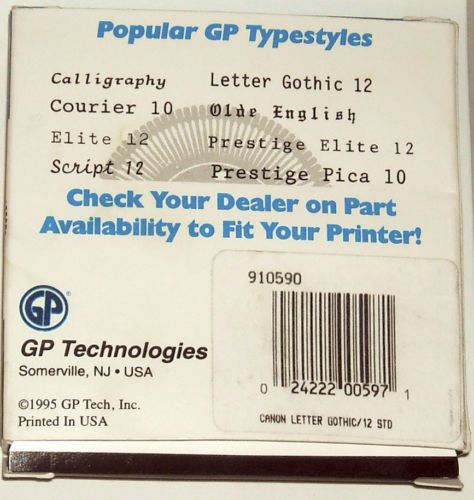 Popular GP Typestyles
Calligraphy Letter Gothic 12
Courier 10 Olde English
Elite 12 Prestige Elite 12
Script 12 Prestige Pica 10
Check Your Dealer on Part
Availability to Fit Your Printer!
910590
GP®
GP Technologies
Somerville, NJ • USA
0 24222 00597 1
©1995 GP Tech, Inc.
Printed In USA
CANON LETTER GOTHIC/12 STD